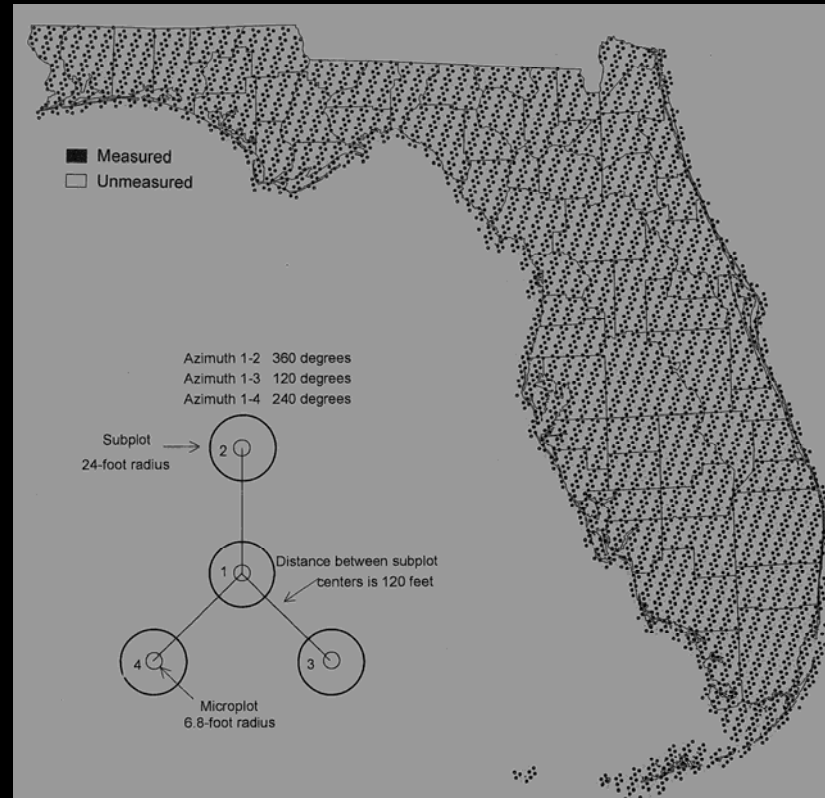 Measured
Unmeasured
Azimuth 1-2 360 degrees
Azimuth 1-3 120 degrees
Azimuth 1-4 240 degrees
Subplot
24-foot radius
2
1
Distance between subplot
centers is 120 feet
4
3
Microplot
6.8-foot radius